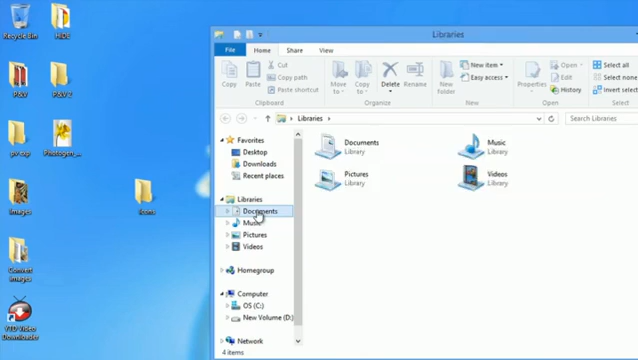 Recycle Bin
HIDE
P&V
P&V 2
pV exp
Photogen_...
Images
icons
Convert
Images
YTD Video
Downloader
Libraries
File
Home
Share
View
Copy
Paste
Cut
Copy path
Paste shortcut
Clipboard
Move
to
Copy
to
Delete
Rename
Organize
New
folder
New item
Easy access
New
Properties
Open
Edit
History
Open
Select all
Select none
Invert select
Libraries
Search Libraries
Favorites
Desktop
Downloads
Recent places
Libraries
Documents
Music
Pictures
Videos
Homegroup
Computer
OS (C:)
New Volume (D:)
Network
4 items
Documents
Library
Music
Library
Pictures
Library
Videos
Library